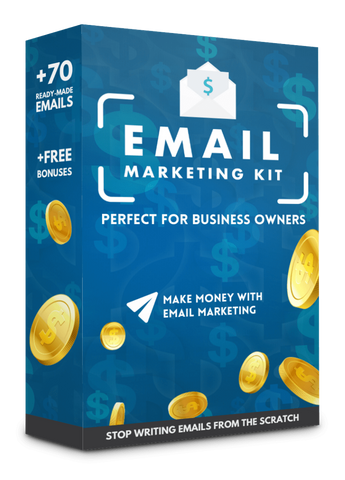 +70
READY-MADE
EMAILS
+FREE
BONUSES
$
EMAIL
MARKETING KIT
PERFECT FOR BUSINESS OWNERS
MAKE MONEY WITH
EMAIL MARKETING
STOP WRITING EMAILS FROM THE SCRATCH